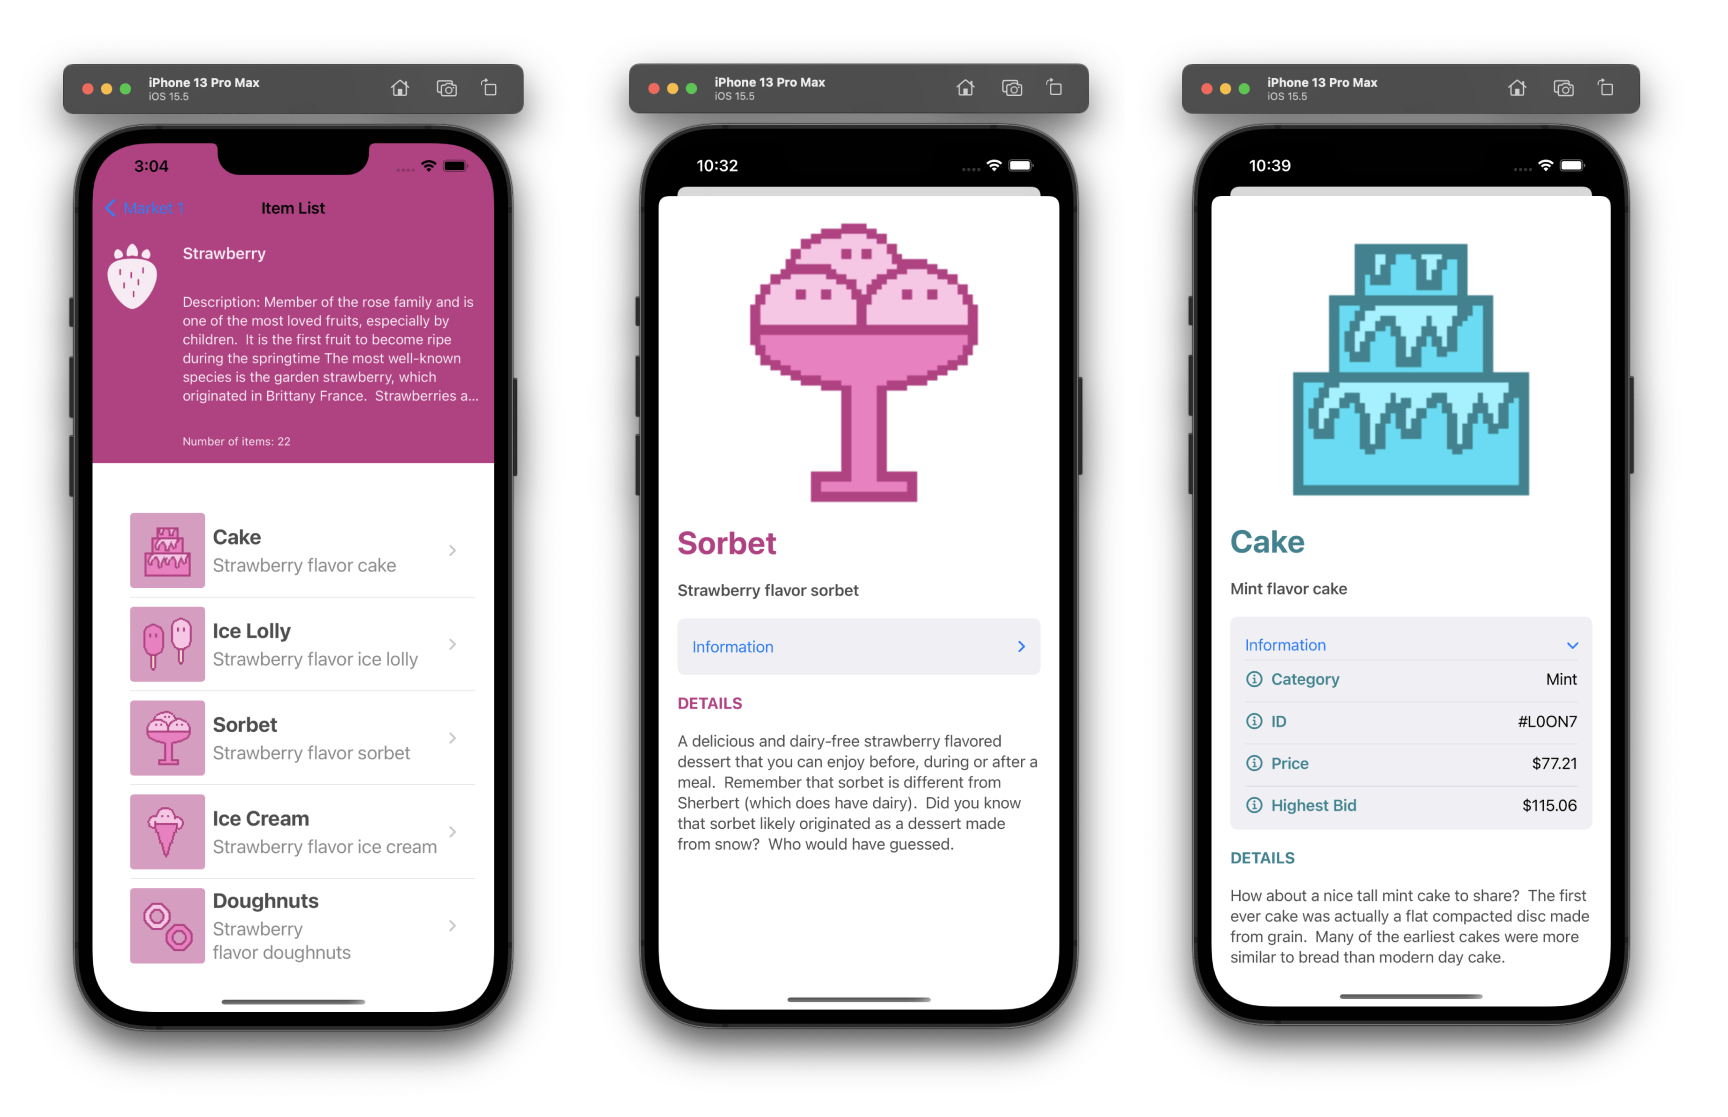 iPhone 13 Pro Max
iOS 15.5
3:04
Market 1
Item List
Strawberry
Description: Member of the rose family and is
one of the most loved fruits, especially by
children.  It is the first fruit to become ripe
during the springtime The most well-known
species is the garden strawberry, which
originated in Brittany France.  Strawberries a...
Number of items: 22
Cake
Strawberry flavor cake
Ice Lolly
Strawberry flavor ice lolly
Sorbet
Strawberry flavor sorbet
Ice Cream
Strawberry flavor ice cream
Doughnuts
Strawberry
flavor doughnuts
iPhone 13 Pro Max
iOS 15.5
10:32
Sorbet
Strawberry flavor sorbet
Information
DETAILS
A delicious and dairy-free strawberry flavored
dessert that you can enjoy before, during or after a
meal.  Remember that sorbet is different from
Sherbert (which does have dairy).  Did you know
that sorbet likely originated as a dessert made
from snow?  Who would have guessed.
iPhone 13 Pro Max
iOS 15.5
10:39
Cake
Mint flavor cake
Information
Category Mint
ID #L0ON7
Price $77.21
Highest Bid $115.06
DETAILS
How about a nice tall mint cake to share?  The first
ever cake was actually a flat compacted disc made
from grain.  Many of the earliest cakes were more
similar to bread than modern day cake.